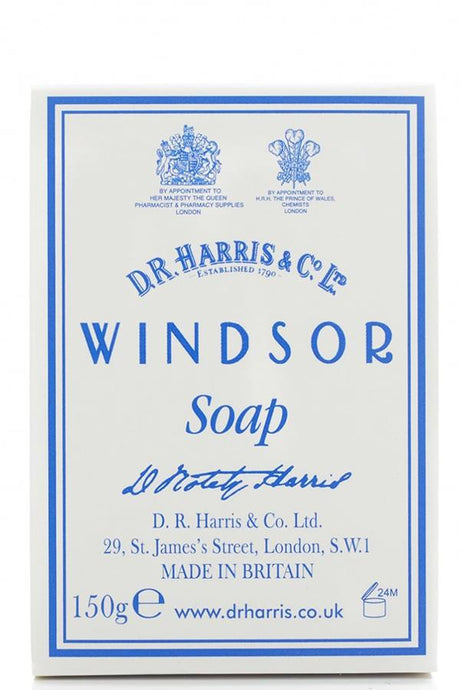 BY APPOINTMENT TO
HER MAJESTY THE QUEEN
PHARMACIST & PHARMACY SUPPLIES
LONDON
BY APPOINTMENT TO
H.R.H. THE PRINCE OF WALES,
CHEMISTS
LONDON
D.R. HARRIS & Co. LTD.
ESTABLISHED 1790
WINDSOR
Soap
D. R. Harris & Co. Ltd.
29, St. James's Street, London, S.W.1
MADE IN BRITAIN
150g ℮ www.drharris.co.uk 24M